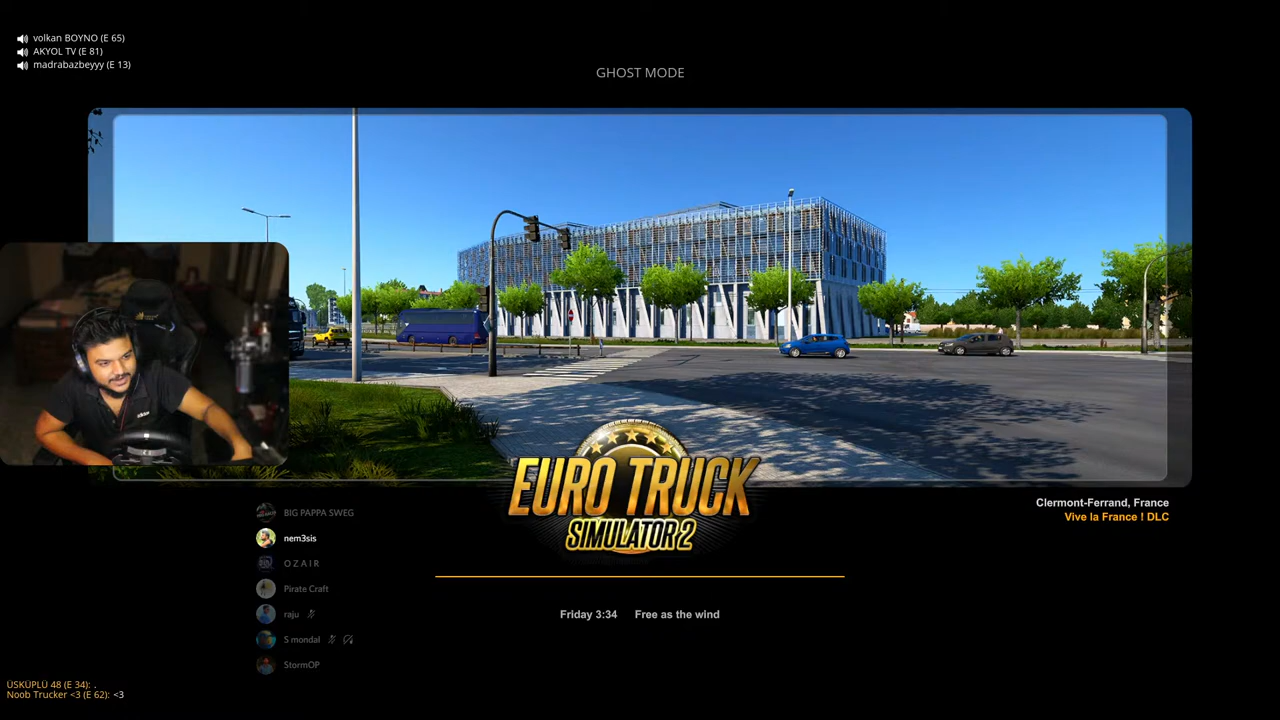 volkan BOYNO (E 65)
AKYOL TV (E 81)
madrabazbeyyy (E 13)
GHOST MODE
EURO TRUCK
SIMULATOR 2
Clermont-Ferrand, France
Vive la France ! DLC
BIG PAPPA SWEG
nem3sis
O Z A I R
Pirate Craft
raju
S mondal
StormOP
Friday 3:34 Free as the wind
ÜSKÜPLÜ 48 (E 34): .
Noob Trucker <3 (E 62): <3